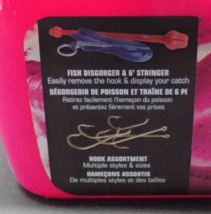 FISH DISGORGER & 6' STRINGER
Easily remove the hook & display your catch
DÉGORGEOIR DE POISSON ET TRAÎNE DE 6 PI
Retirez facilement l'hameçon du poisson
et présentez fièrement vos prises
HOOK ASSORTMENT
Multiple styles & sizes
HAMEÇONS ASSORTIS
De multiples styles et des tailles